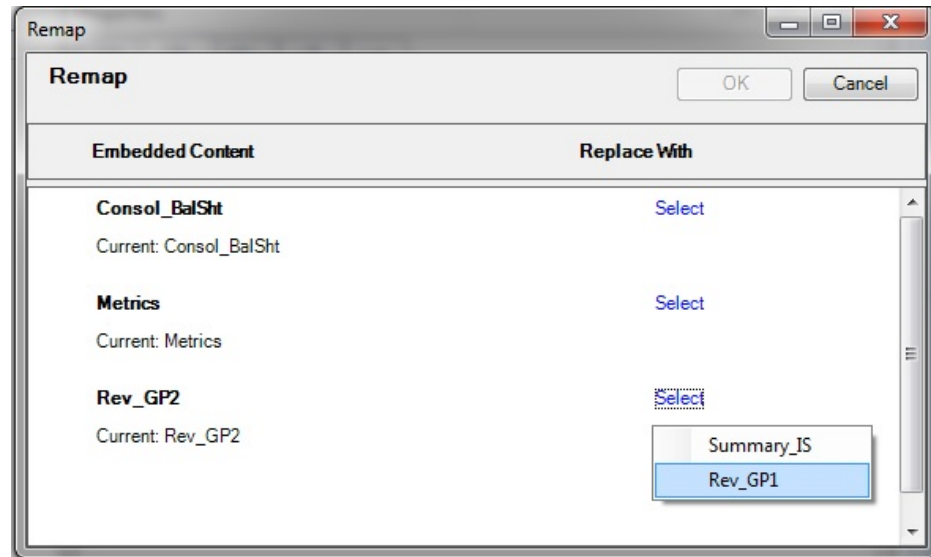 Remap
Remap
OK
Cancel
Embedded Content
Replace With
Consol_BalSht
Select
Current: Consol_BalSht
Metrics
Select
Current: Metrics
Rev_GP2
Select
Current: Rev_GP2
Summary_IS
Rev_GP1